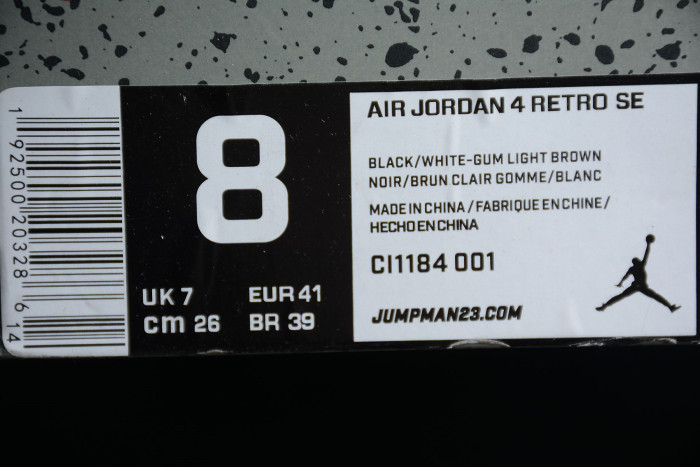 1 92500 20328 6 14
8
UK 7 EUR 41
cm 26 BR 39
AIR JORDAN 4 RETRO SE
BLACK/WHITE-GUM LIGHT BROWN
NOIR/BRUN CLAIR GOMME/BLANC
MADE IN CHINA / FABRIQUE EN CHINE /
HECHO EN CHINA
CI1184 001
JUMPMAN23.COM